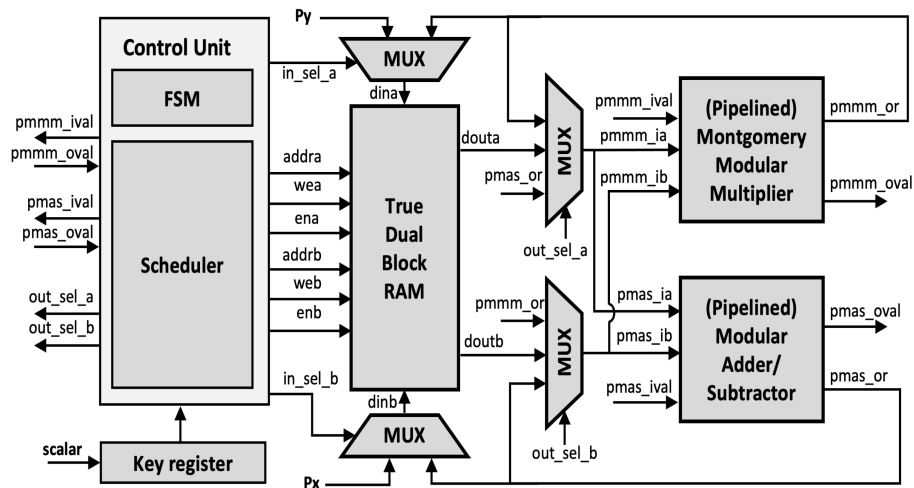 Py
Control Unit
MUX
in_sel_a
FSM
dina
pmmm_ival
pmmm_oval
pmas_ival
pmas_oval
Scheduler
out_sel_a
out_sel_b
addra
wea
ena
addrb
web
enb
in_sel_b
True
Dual
Block
RAM
douta
doutb
pmas_or
MUX
out_sel_a
pmmm_or
MUX
out_sel_b
pmmm_ival
pmmm_ia
pmmm_ib
(Pipelined)
Montgomery
Modular
Multiplier
pmmm_or
pmmm_oval
pmas_ia
pmas_ib
pmas_ival
(Pipelined)
Modular
Adder/
Subtractor
pmas_oval
pmas_or
dinb
MUX
scalar
Key register
Px